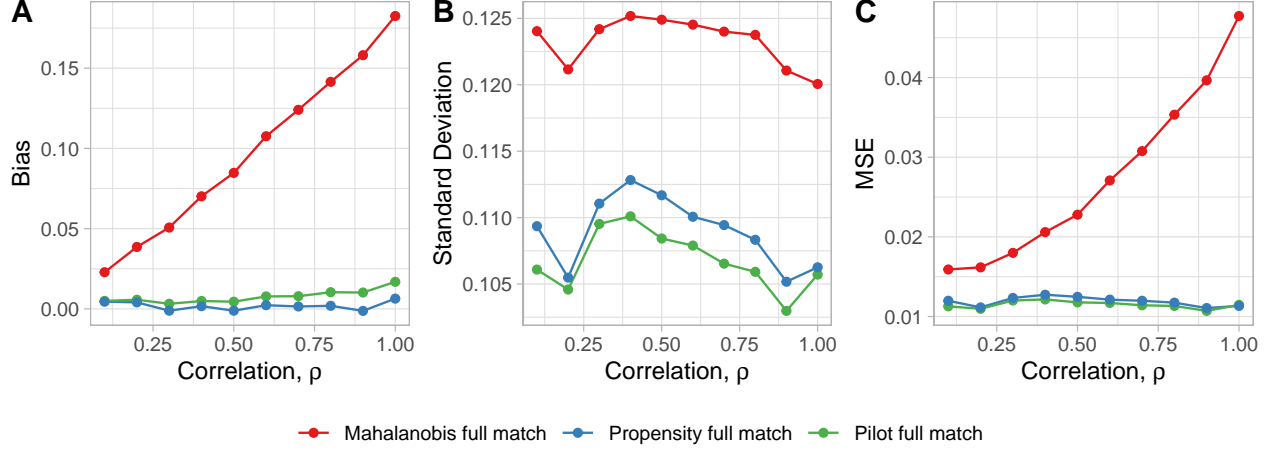 A
Bias
0.15
0.10
0.05
0.00
0.25
0.50
0.75
1.00
Correlation, ρ
B
Standard Deviation
0.125
0.120
0.115
0.110
0.105
0.25
0.50
0.75
1.00
Correlation, ρ
C
MSE
0.04
0.03
0.02
0.01
0.25
0.50
0.75
1.00
Correlation, ρ
Mahalanobis full match
Propensity full match
Pilot full match